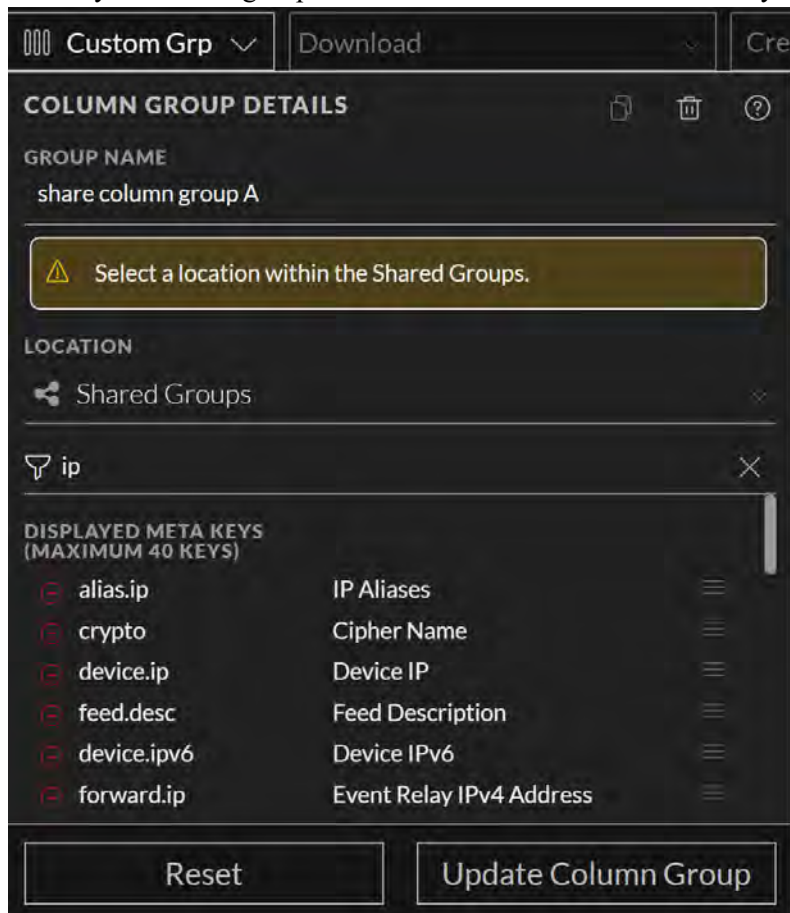 Custom Grp Download Cre
COLUMN GROUP DETAILS
GROUP NAME
share column group A
Select a location within the Shared Groups.
LOCATION
Shared Groups
ip
DISPLAYED META KEYS
(MAXIMUM 40 KEYS)
alias.ip IP Aliases
crypto Cipher Name
device.ip Device IP
feed.desc Feed Description
device.ipv6 Device IPv6
forward.ip Event Relay IPv4 Address
Reset Update Column Group